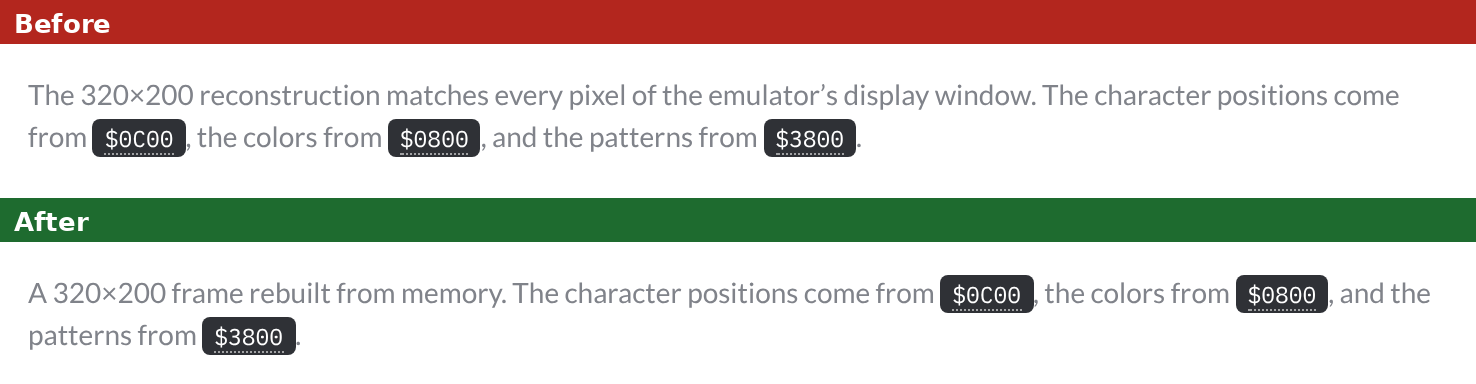 Before
The 320×200 reconstruction matches every pixel of the emulator’s display window. The character positions come
from $0C00, the colors from $0800, and the patterns from $3800.
After
A 320×200 frame rebuilt from memory. The character positions come from $0C00, the colors from $0800, and the
patterns from $3800.